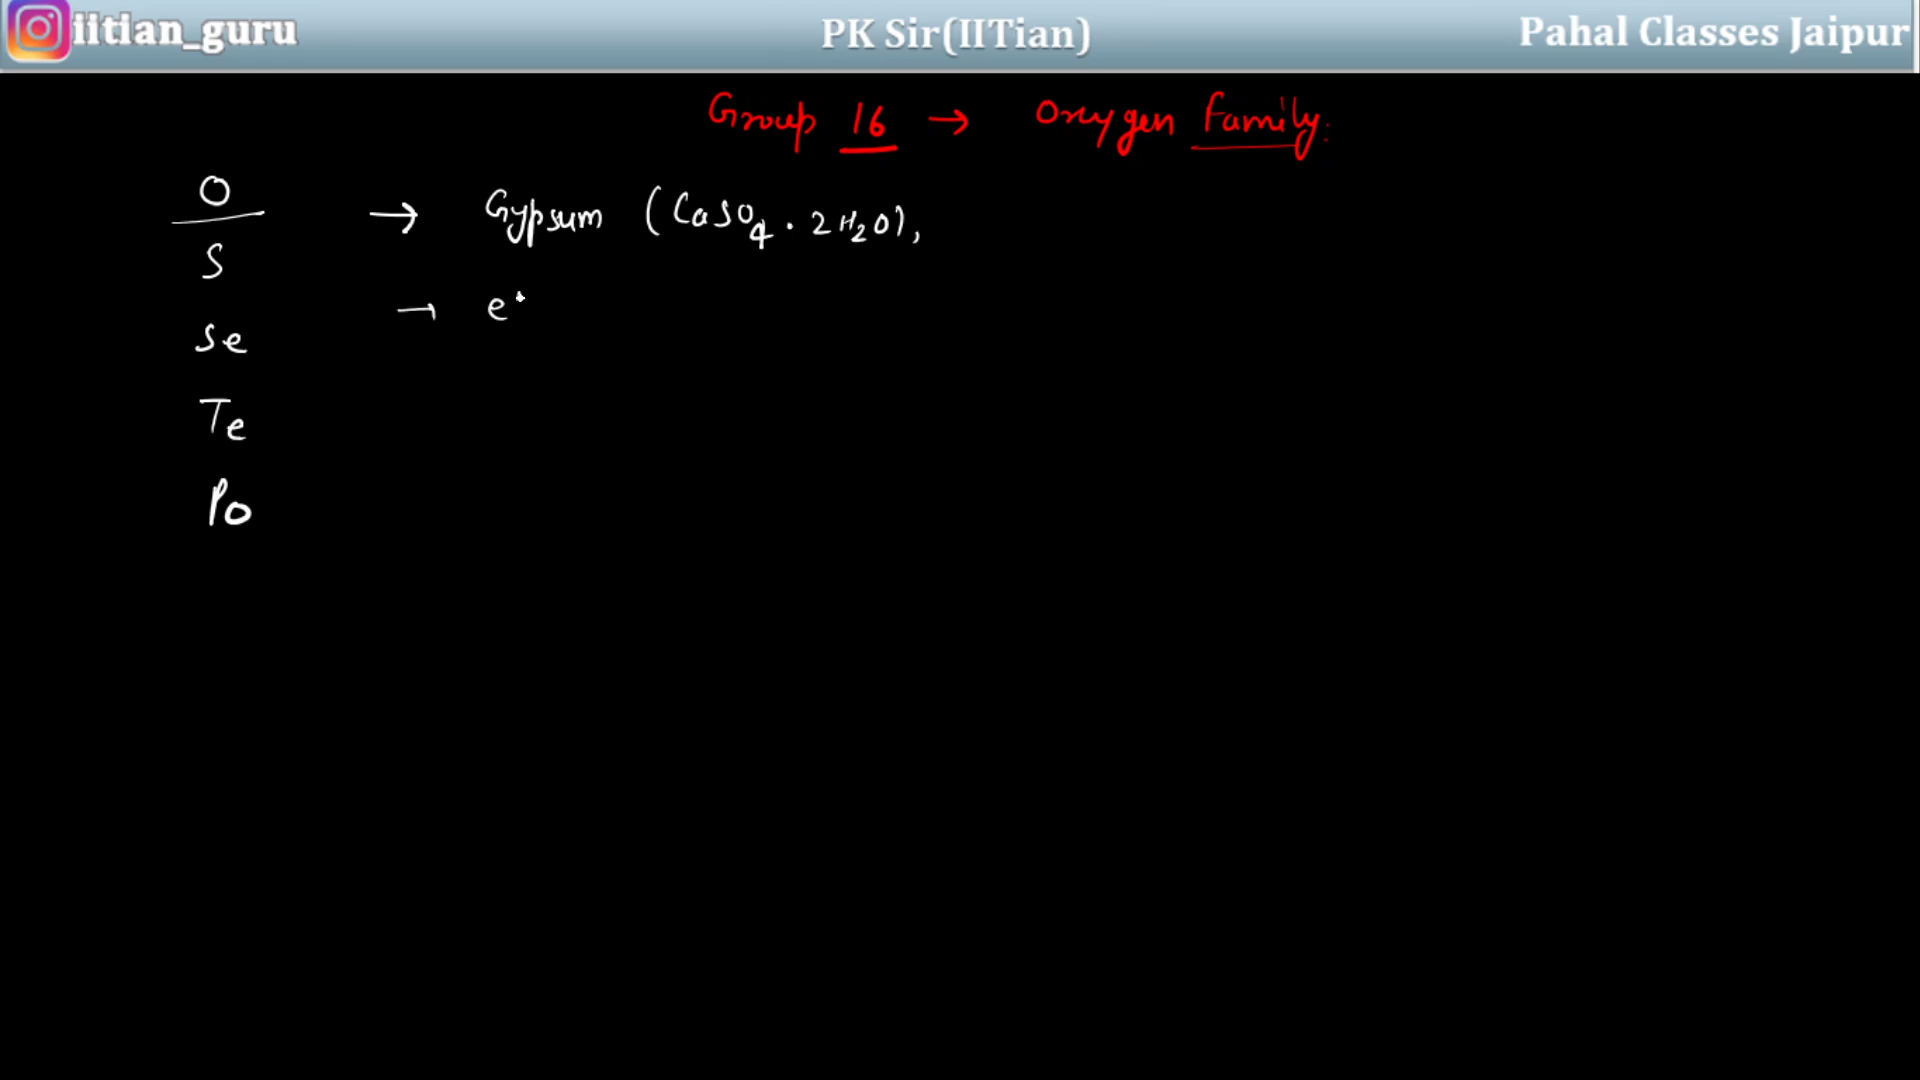 iitian_guru PK Sir(IITian) Pahal Classes Jaipur
Group 16 → Oxygen Family.
O → Gypsum (CaSO₄ · 2H₂O),
S
→ e
Se
Te
Po